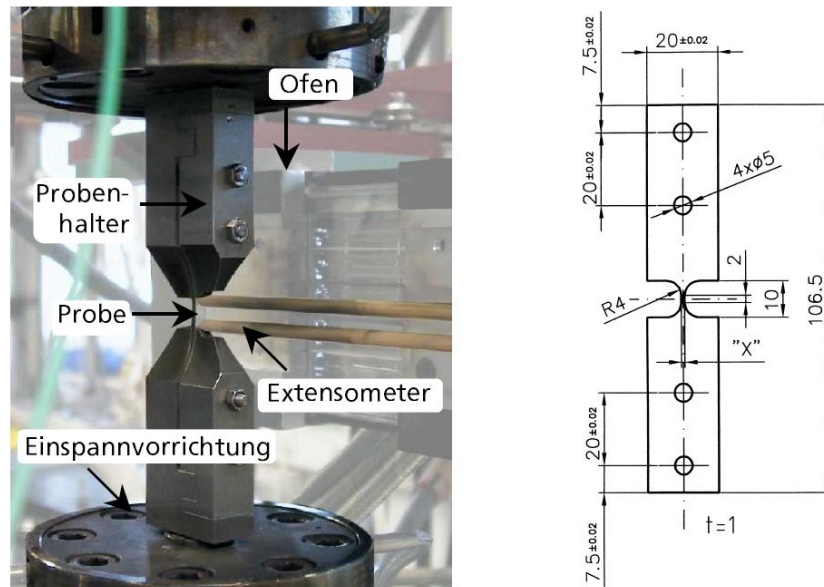 Ofen
Proben-
halter
Probe
Extensometer
Einspannvorrichtung
20±0.02
7.5±0.02
20±0.02
4xø5
2
10
106.5
R4
"X"
20±0.02
7.5±0.02
t=1